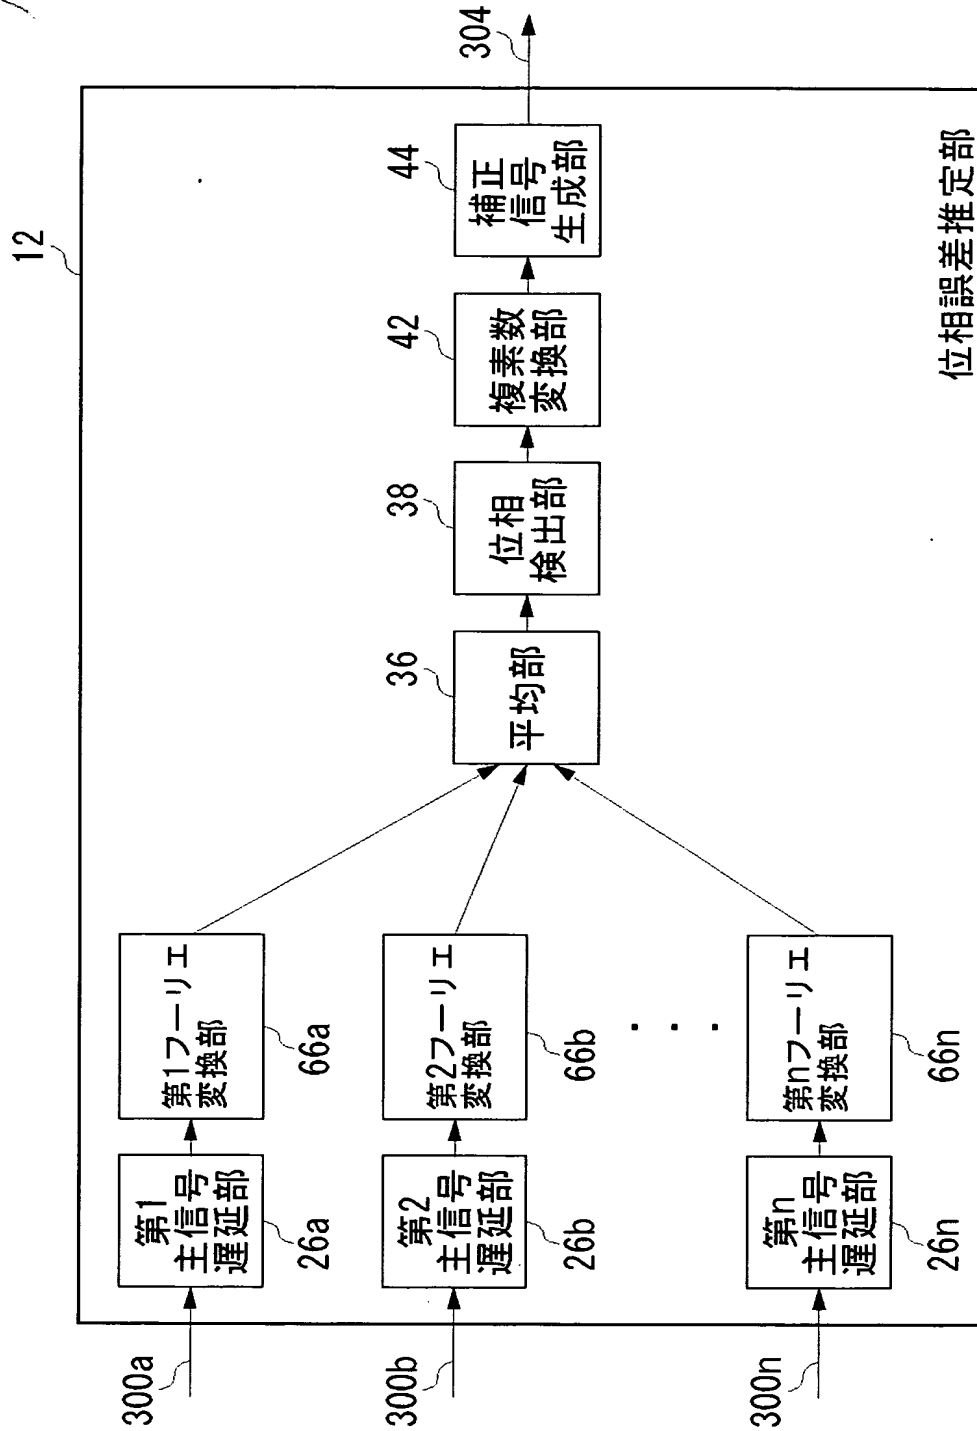 12
300a
第1
主信号
遅延部
26a
第1フーリエ
変換部
66a
300b
第2
主信号
遅延部
26b
第2フーリエ
変換部
66b
・・・
300n
第n
主信号
遅延部
26n
第nフーリエ
変換部
66n
36
平均部
38
位相
検出部
42
複素数
変換部
44
補正
信号
生成部
304
位相誤差推定部